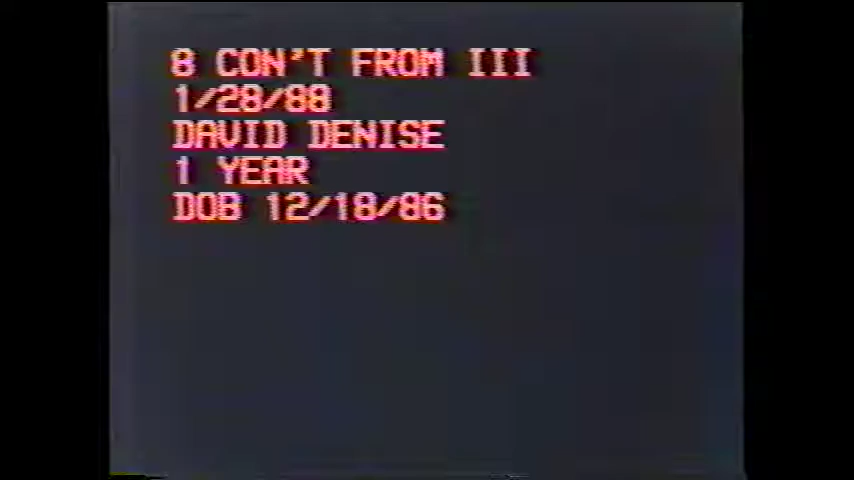 8 CON'T FROM III
1/28/88
DAVID DENISE
1 YEAR
DOB 12/18/86